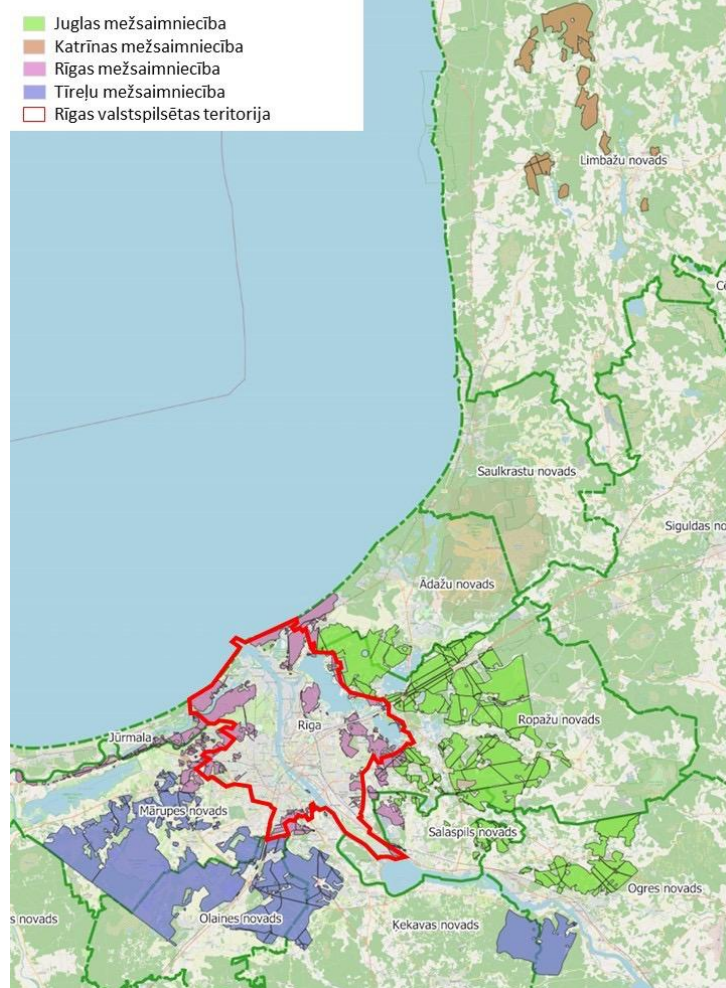 Juglas mežsaimniecība
Katrīnas mežsaimniecība
Rīgas mežsaimniecība
Tīreļu mežsaimniecība
Rīgas valstspilsētas teritorija
Limbažu novads
Saulkrastu novads
Siguldas no
Ādažu novads
Rīga
Ropažu novads
Jūrmala
Mārupes novads
Salaspils novads
Ogres novads
s novads
Olaines novads
Ķekavas novads